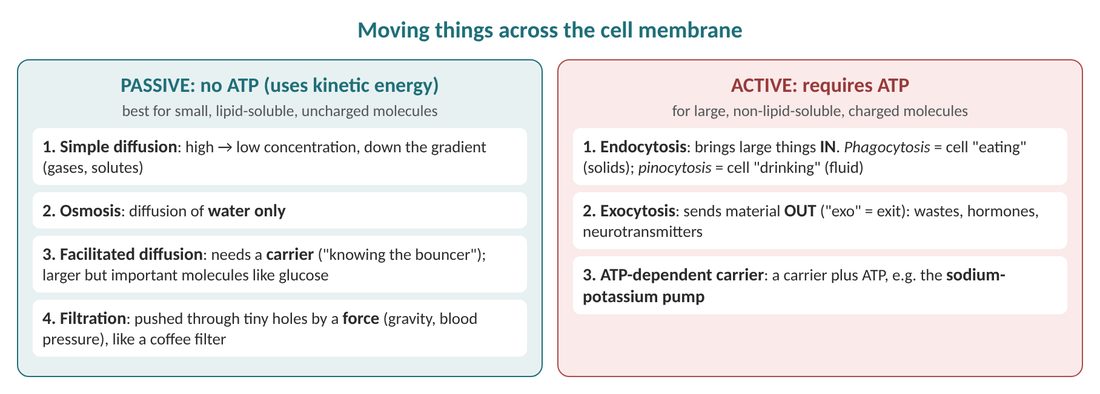 Moving things across the cell membrane
PASSIVE: no ATP (uses kinetic energy)
best for small, lipid-soluble, uncharged molecules
1. Simple diffusion: high → low concentration, down the gradient
(gases, solutes)
2. Osmosis: diffusion of water only
3. Facilitated diffusion: needs a carrier ("knowing the bouncer");
larger but important molecules like glucose
4. Filtration: pushed through tiny holes by a force (gravity, blood
pressure), like a coffee filter
ACTIVE: requires ATP
for large, non-lipid-soluble, charged molecules
1. Endocytosis: brings large things IN. Phagocytosis = cell "eating"
(solids); pinocytosis = cell "drinking" (fluid)
2. Exocytosis: sends material OUT ("exo" = exit): wastes, hormones,
neurotransmitters
3. ATP-dependent carrier: a carrier plus ATP, e.g. the sodium-
potassium pump